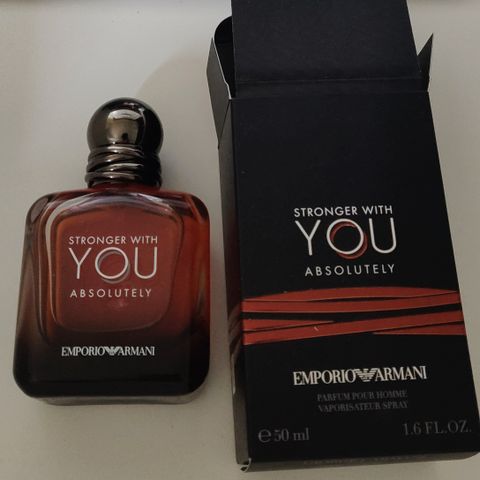 STRONGER WITH
YOU
ABSOLUTELY
EMPORIO ARMANI
STRONGER WITH
YOU
ABSOLUTELY
EMPORIO ARMANI
PARFUM POUR HOMME
VAPORISATEUR SPRAY
e 50 ml 1.6 FL.OZ.